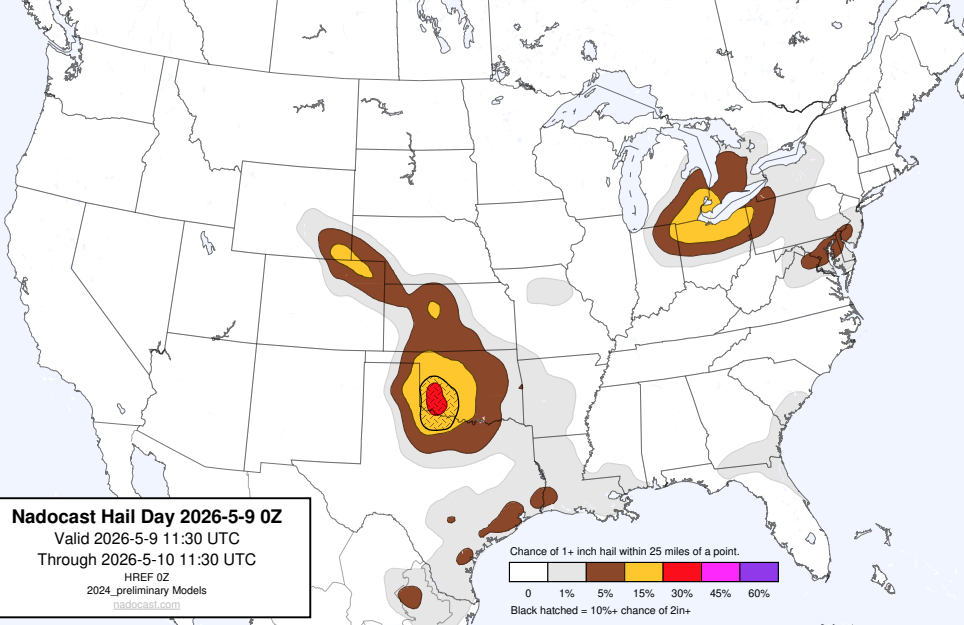 Nadocast Hail Day 2026-5-9 0Z
Valid 2026-5-9 11:30 UTC
Through 2026-5-10 11:30 UTC
HREF 0Z
2024_preliminary Models
nadocast.com
Chance of 1+ inch hail within 25 miles of a point.
0 1% 5% 15% 30% 45% 60%
Black hatched = 10%+ chance of 2in+